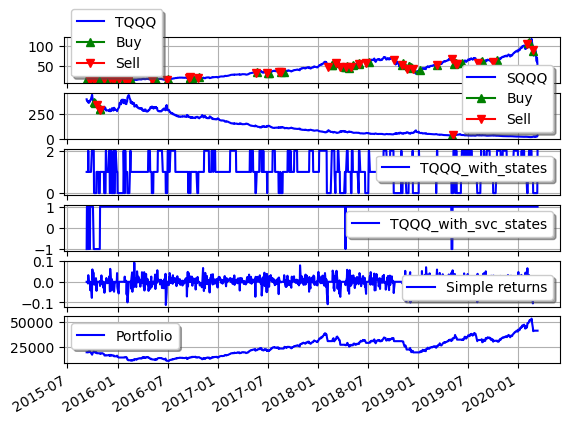 TQQQ
Buy
Sell
100
50
SQQQ
Buy
Sell
250
0
TQQQ_with_states
2
0
TQQQ_with_svc_states
1
0
−1
Simple returns
0.1
0.0
−0.1
Portfolio
50000
25000
2015-07
2016-01
2016-07
2017-01
2017-07
2018-01
2018-07
2019-01
2019-07
2020-01